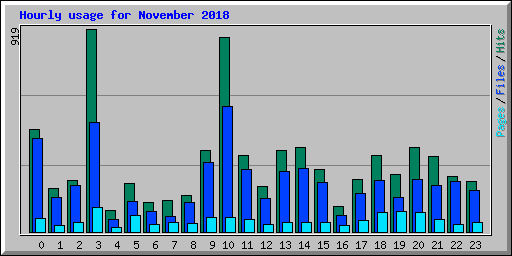 Hourly usage for November 2018
919
Pages/Files/Hits
0 1 2 3 4 5 6 7 8 9 10 11 12 13 14 15 16 17 18 19 20 21 22 23